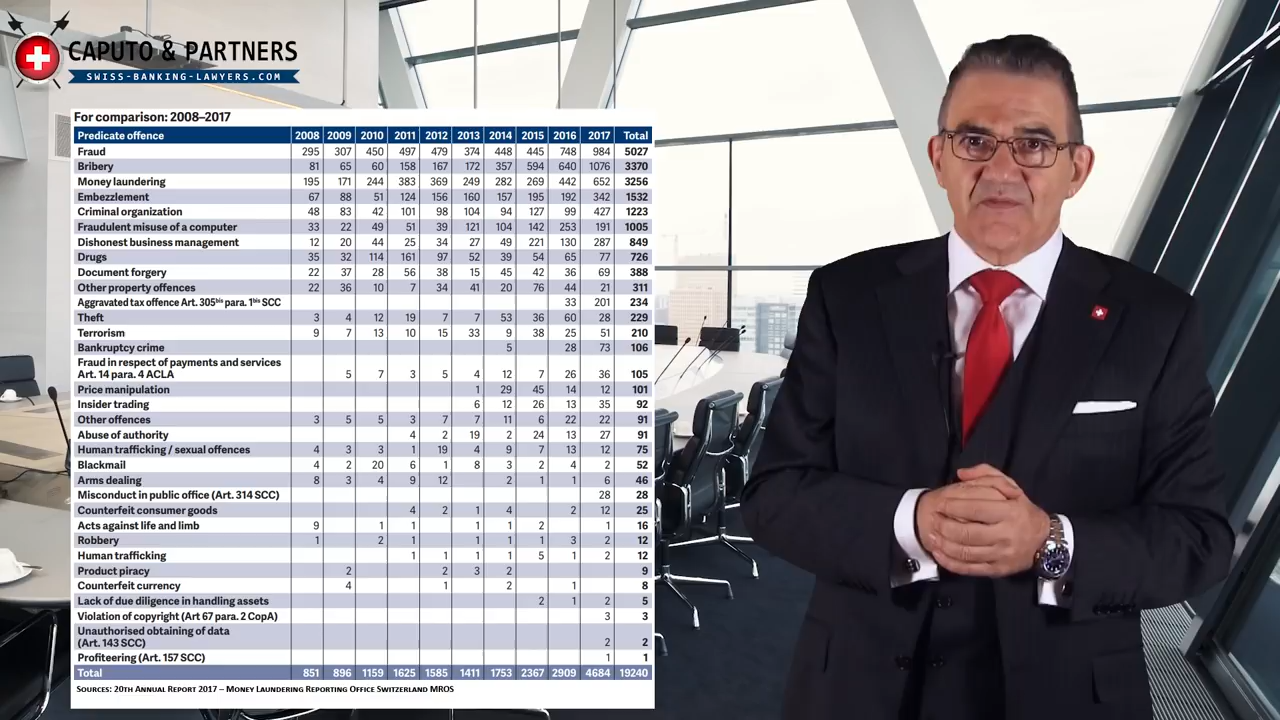 CAPUTO & PARTNERS
SWISS-BANKING-LAWYERS.COM
For comparison: 2008–2017
Predicate offence 2008 2009 2010 2011 2012 2013 2014 2015 2016 2017 Total
Fraud 295 307 450 497 479 374 448 445 748 984 5027
Bribery 81 65 60 158 167 172 357 594 640 1076 3370
Money laundering 195 171 244 383 369 249 282 269 442 652 3256
Embezzlement 67 88 51 124 156 160 157 195 192 342 1532
Criminal organization 48 83 42 101 98 104 94 127 99 427 1223
Fraudulent misuse of a computer 33 22 49 51 39 121 104 142 253 191 1005
Dishonest business management 12 20 44 25 34 27 49 221 130 287 849
Drugs 35 32 114 161 97 52 39 54 65 77 726
Document forgery 22 37 28 56 38 15 45 42 36 69 388
Other property offences 22 36 10 7 34 41 20 76 44 21 311
Aggravated tax offence Art. 305bis para. 1bis SCC 33 201 234
Theft 3 4 12 19 7 7 53 36 60 28 229
Terrorism 9 7 13 10 15 33 9 38 25 51 210
Bankruptcy crime 5 28 73 106
Fraud in respect of payments and services
Art. 14 para. 4 ACLA 5 7 3 5 4 12 7 26 36 105
Price manipulation 1 29 45 14 12 101
Insider trading 6 12 26 13 35 92
Other offences 3 5 5 3 7 7 11 6 22 22 91
Abuse of authority 4 2 19 2 24 13 27 91
Human trafficking / sexual offences 4 3 3 1 19 4 9 7 13 12 75
Blackmail 4 2 20 6 1 8 3 2 4 2 52
Arms dealing 8 3 4 9 12 2 1 1 6 46
Misconduct in public office (Art. 314 SCC) 28 28
Counterfeit consumer goods 4 2 1 4 2 12 25
Acts against life and limb 9 1 1 1 1 2 1 16
Robbery 1 2 1 1 1 1 3 2 12
Human trafficking 1 1 1 1 5 1 2 12
Product piracy 2 2 3 2 9
Counterfeit currency 4 1 2 1 8
Lack of due diligence in handling assets 2 1 2 5
Violation of copyright (Art 67 para. 2 CopA) 3 3
Unauthorised obtaining of data
(Art. 143 SCC) 2 2
Profiteering (Art. 157 SCC) 1 1
Total 851 896 1159 1625 1585 1411 1753 2367 2909 4684 19240
SOURCES: 20TH ANNUAL REPORT 2017 – MONEY LAUNDERING REPORTING OFFICE SWITZERLAND MROS